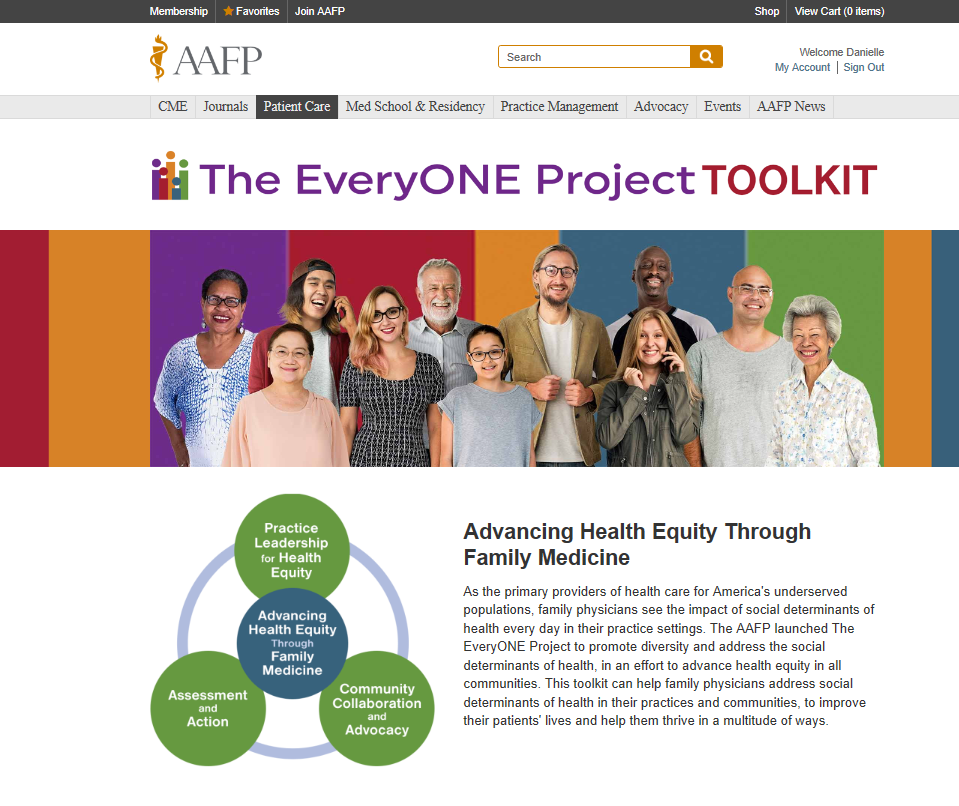 Membership
Favorites
Join AAFP
Shop
View Cart (0 items)
AAFP
Search
Welcome Danielle
My Account
Sign Out
CME
Journals
Patient Care
Med School & Residency
Practice Management
Advocacy
Events
AAFP News
The EveryONE Project TOOLKIT
Practice
Leadership
for Health
Equity
Advancing
Health Equity
Through
Family
Medicine
Assessment
and
Action
Community
Collaboration
and
Advocacy
Advancing Health Equity Through
Family Medicine
As the primary providers of health care for America's underserved
populations, family physicians see the impact of social determinants of
health every day in their practice settings. The AAFP launched The
EveryONE Project to promote diversity and address the social
determinants of health, in an effort to advance health equity in all
communities. This toolkit can help family physicians address social
determinants of health in their practices and communities, to improve
their patients' lives and help them thrive in a multitude of ways.